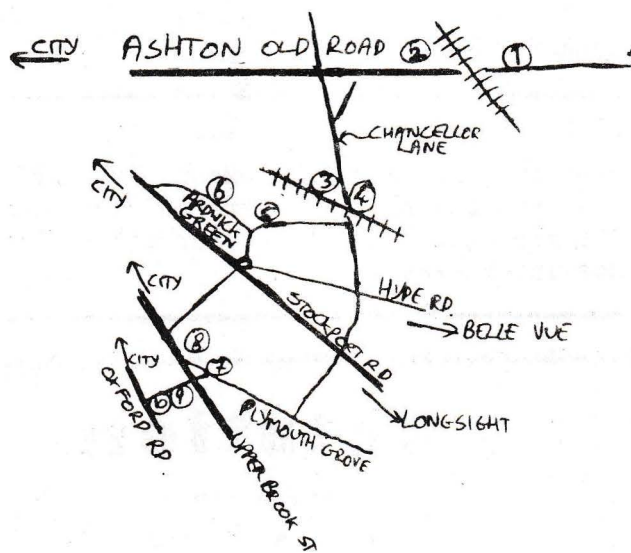 CITY
ASHTON OLD ROAD
2
1
CHANCELLER
LANE
CITY
6
ARDWICK
GREEN
5
3
4
CITY
HYDE RD
STOCKPORT RD
BELLE VUE
CITY
8
7
OXFORD RD
9
LONGSIGHT
PLYMOUTH GROVE
UPPER BROOK ST